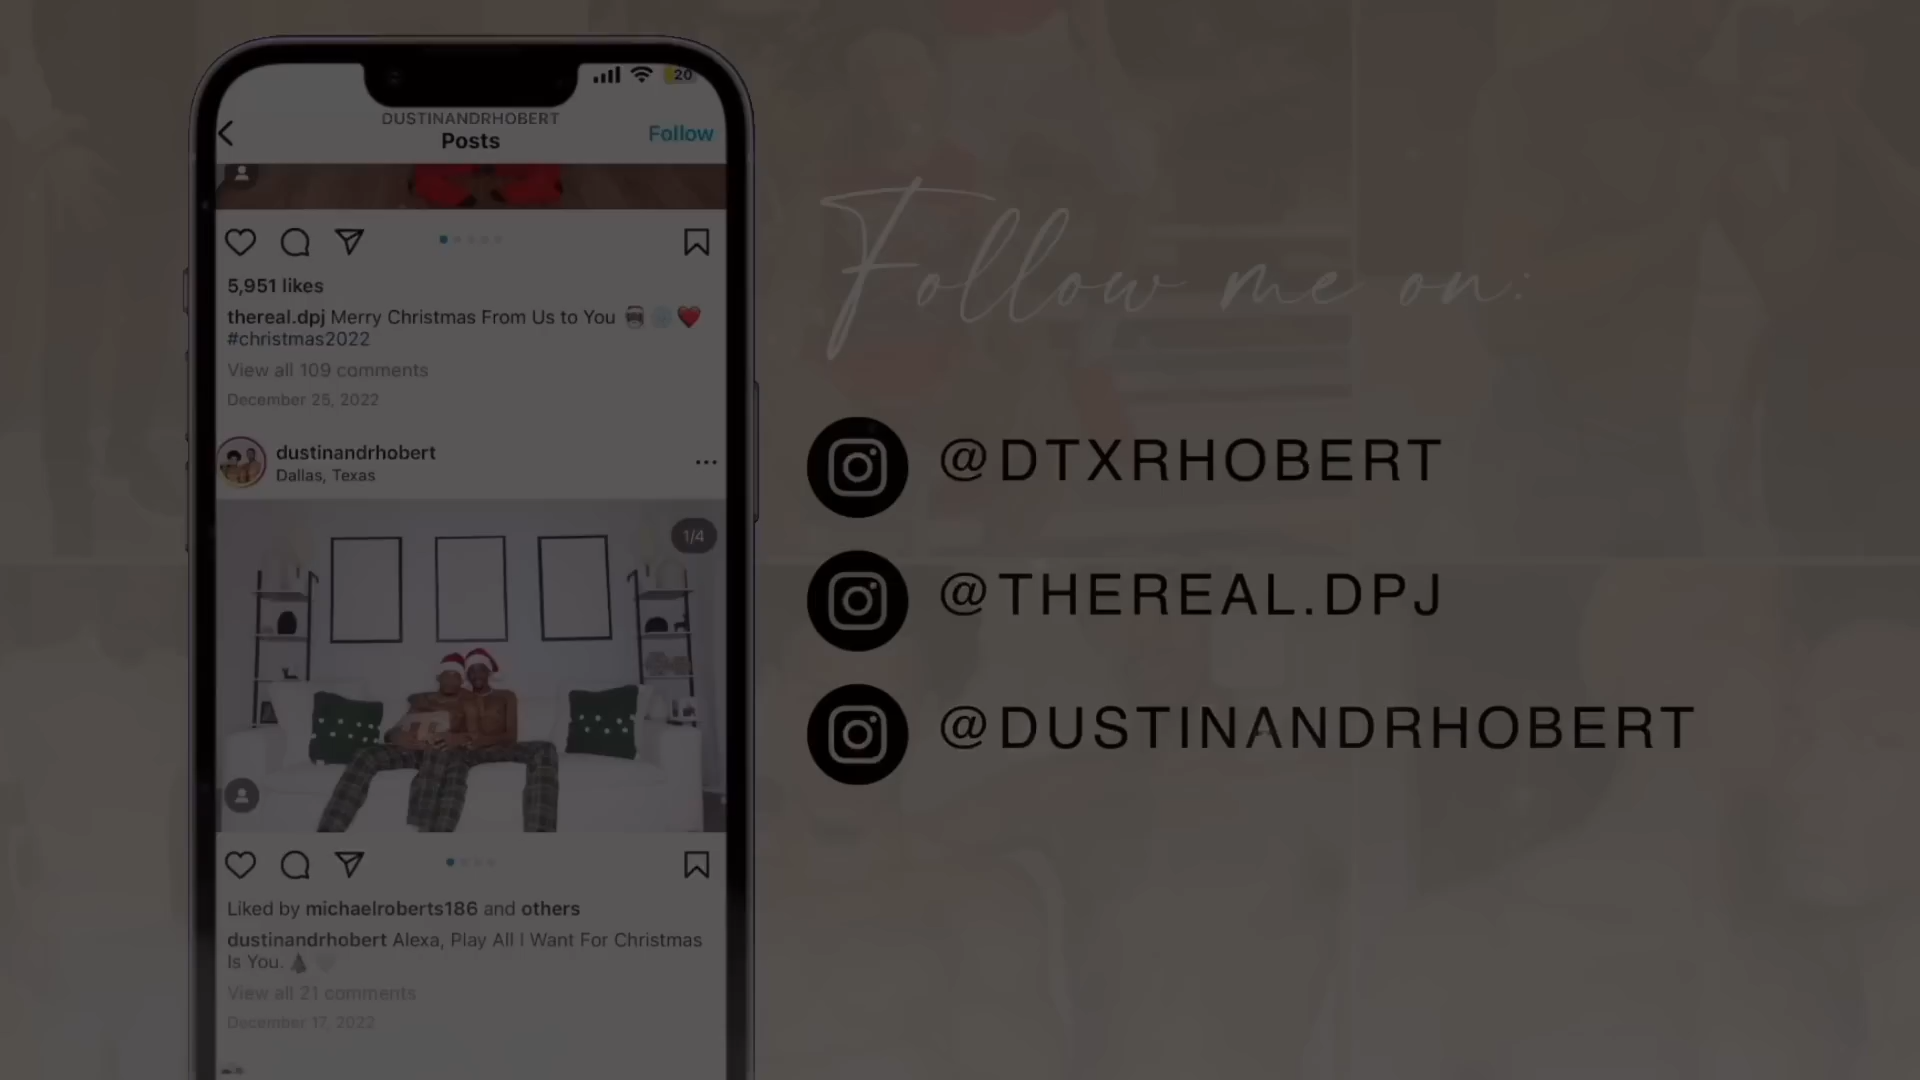 20
DUSTINANDRHOBERT
Posts
Follow
5,951 likes
thereal.dpj Merry Christmas From Us to You 🎅🏿❄️❤️
#christmas2022
View all 109 comments
December 25, 2022
dustinandrhobert
Dallas, Texas
1/4
Liked by michaelroberts186 and others
dustinandrhobert Alexa, Play All I Want For Christmas
Is You. 🎄🤍
View all 21 comments
December 17, 2022
Follow me on:
@DTXRHOBERT
@THEREAL.DPJ
@DUSTINANDRHOBERT